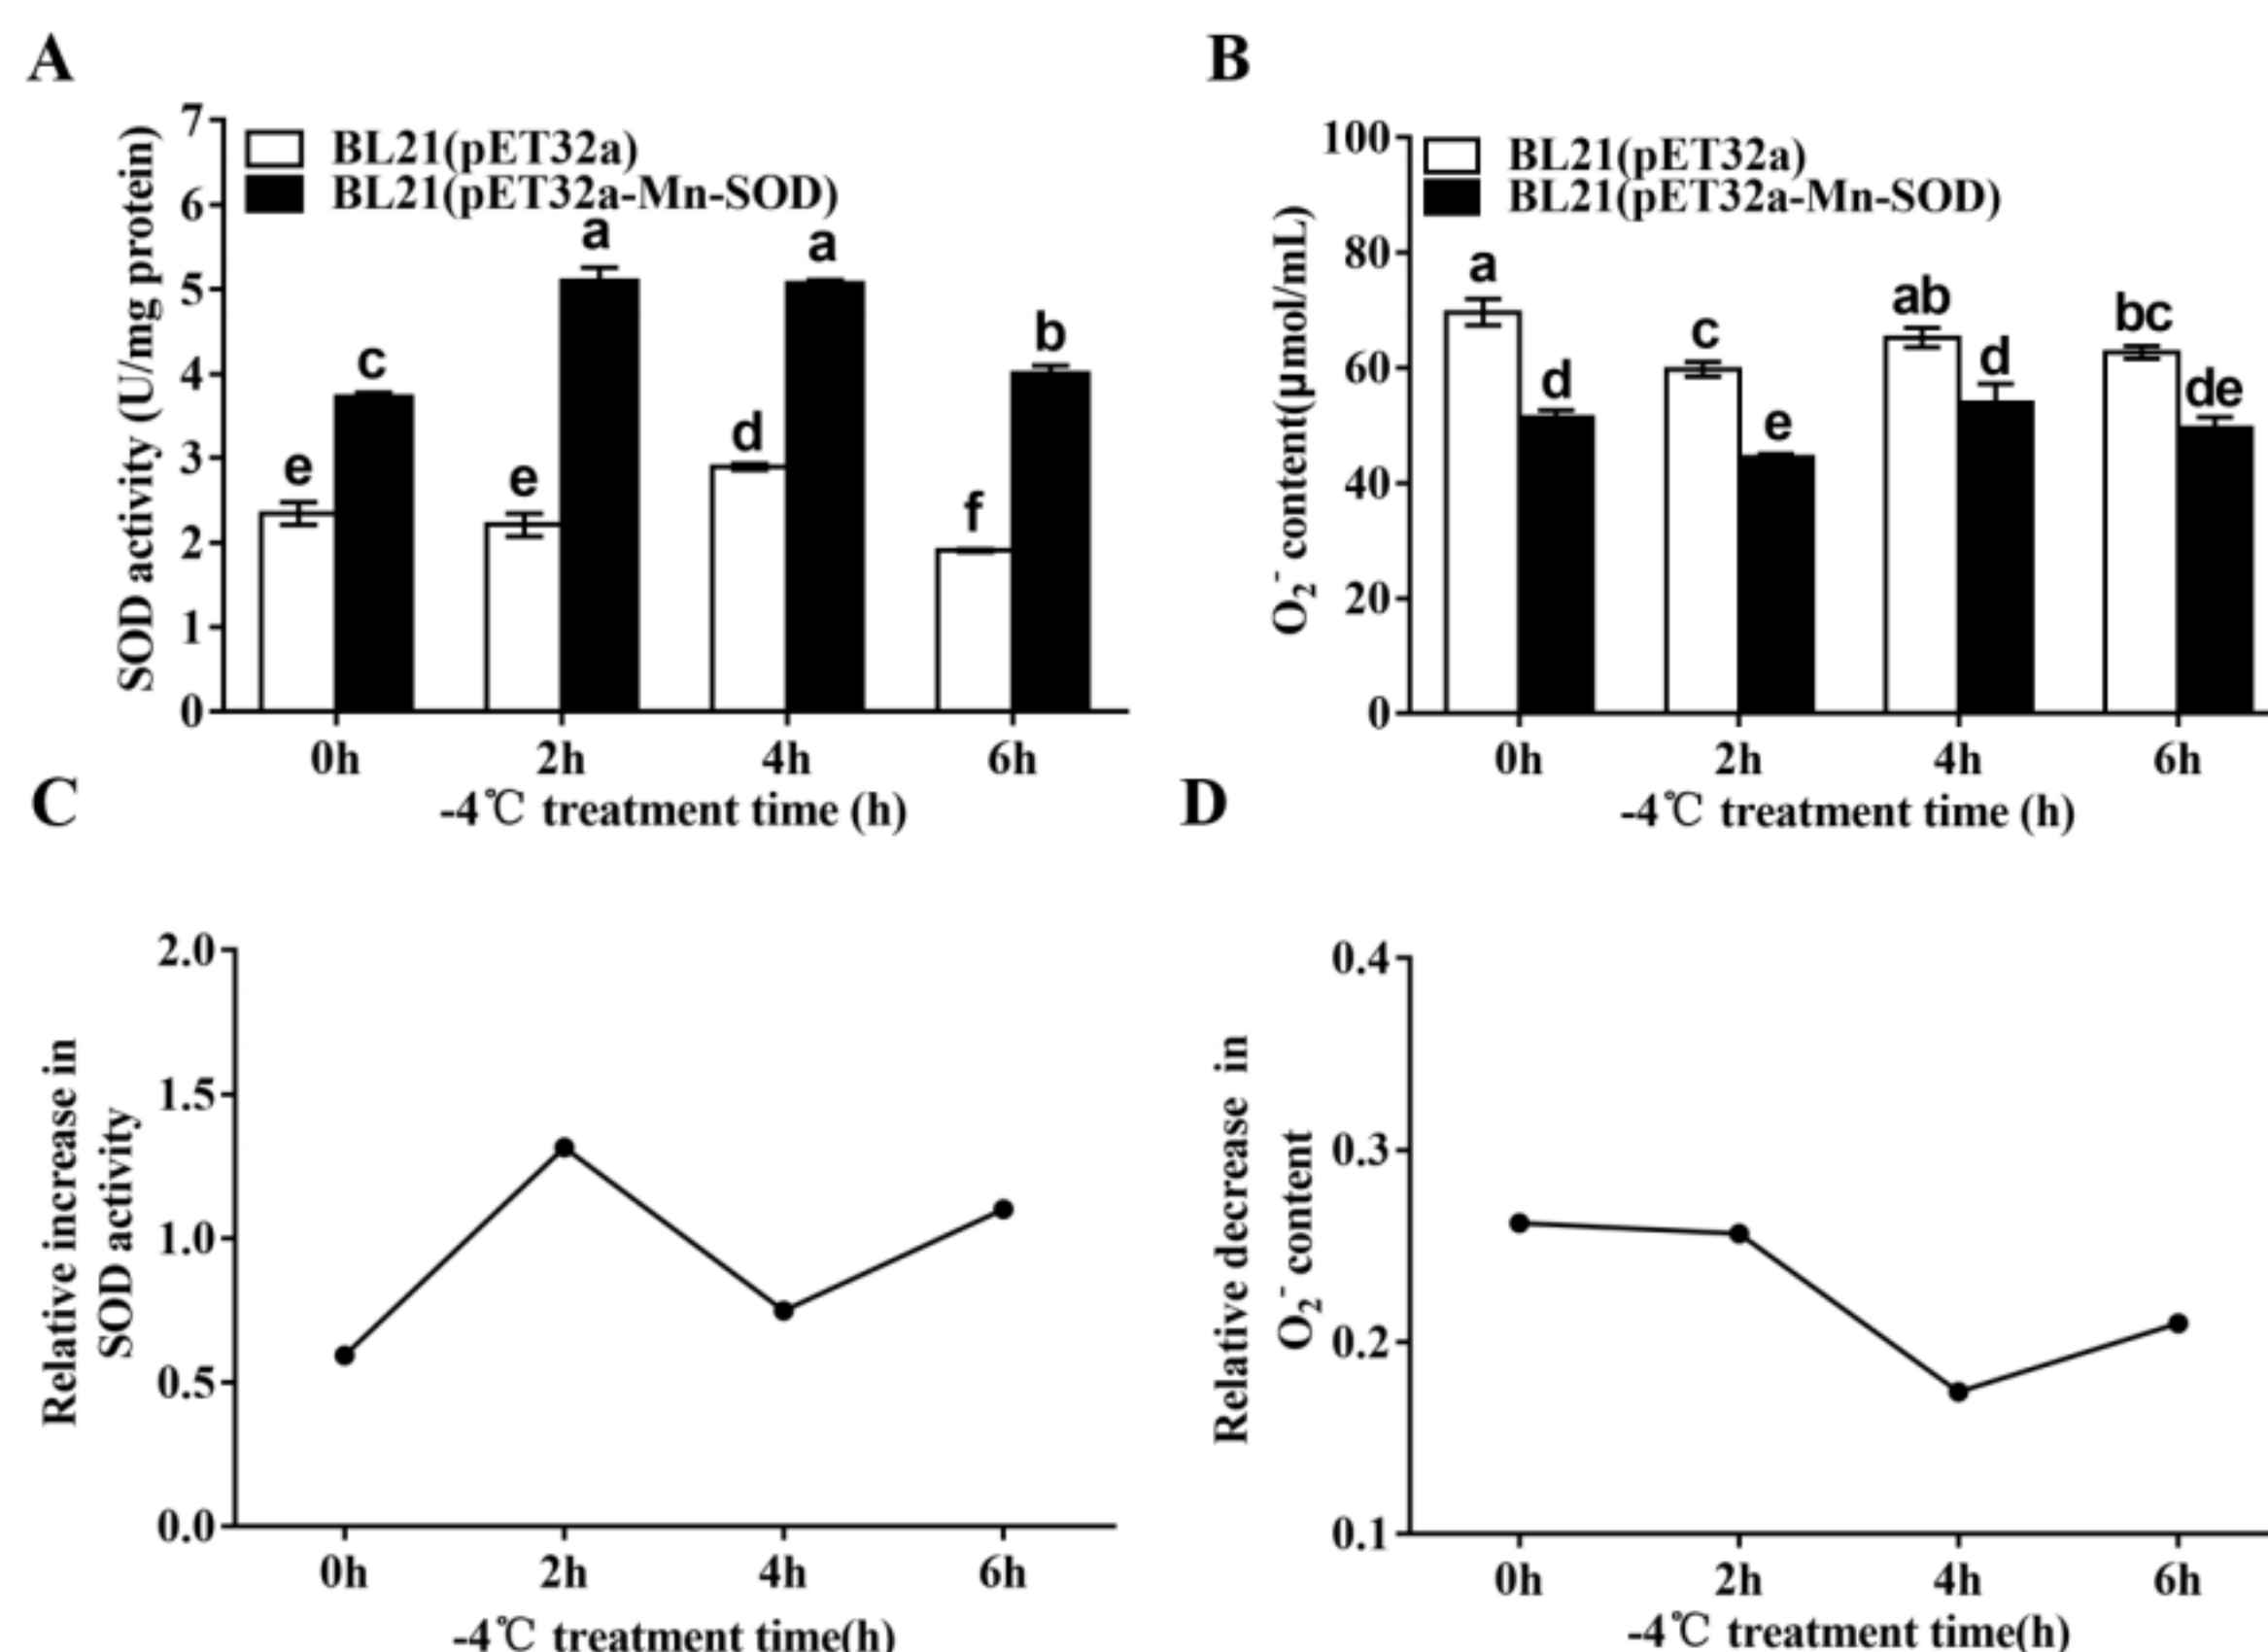 A
SOD activity (U/mg protein)
7
6
5
4
3
2
1
0
BL21(pET32a)
BL21(pET32a-Mn-SOD)
e
c
e
a
d
a
f
b
0h
2h
4h
6h
-4℃ treatment time (h)
B
O₂⁻ content(μmol/mL)
100
80
60
40
20
0
BL21(pET32a)
BL21(pET32a-Mn-SOD)
a
d
c
e
ab
d
bc
de
0h
2h
4h
6h
-4℃ treatment time (h)
C
Relative increase in
SOD activity
2.0
1.5
1.0
0.5
0.0
0h
2h
4h
6h
-4℃ treatment time(h)
D
Relative decrease in
O₂⁻ content
0.4
0.3
0.2
0.1
0h
2h
4h
6h
-4℃ treatment time(h)